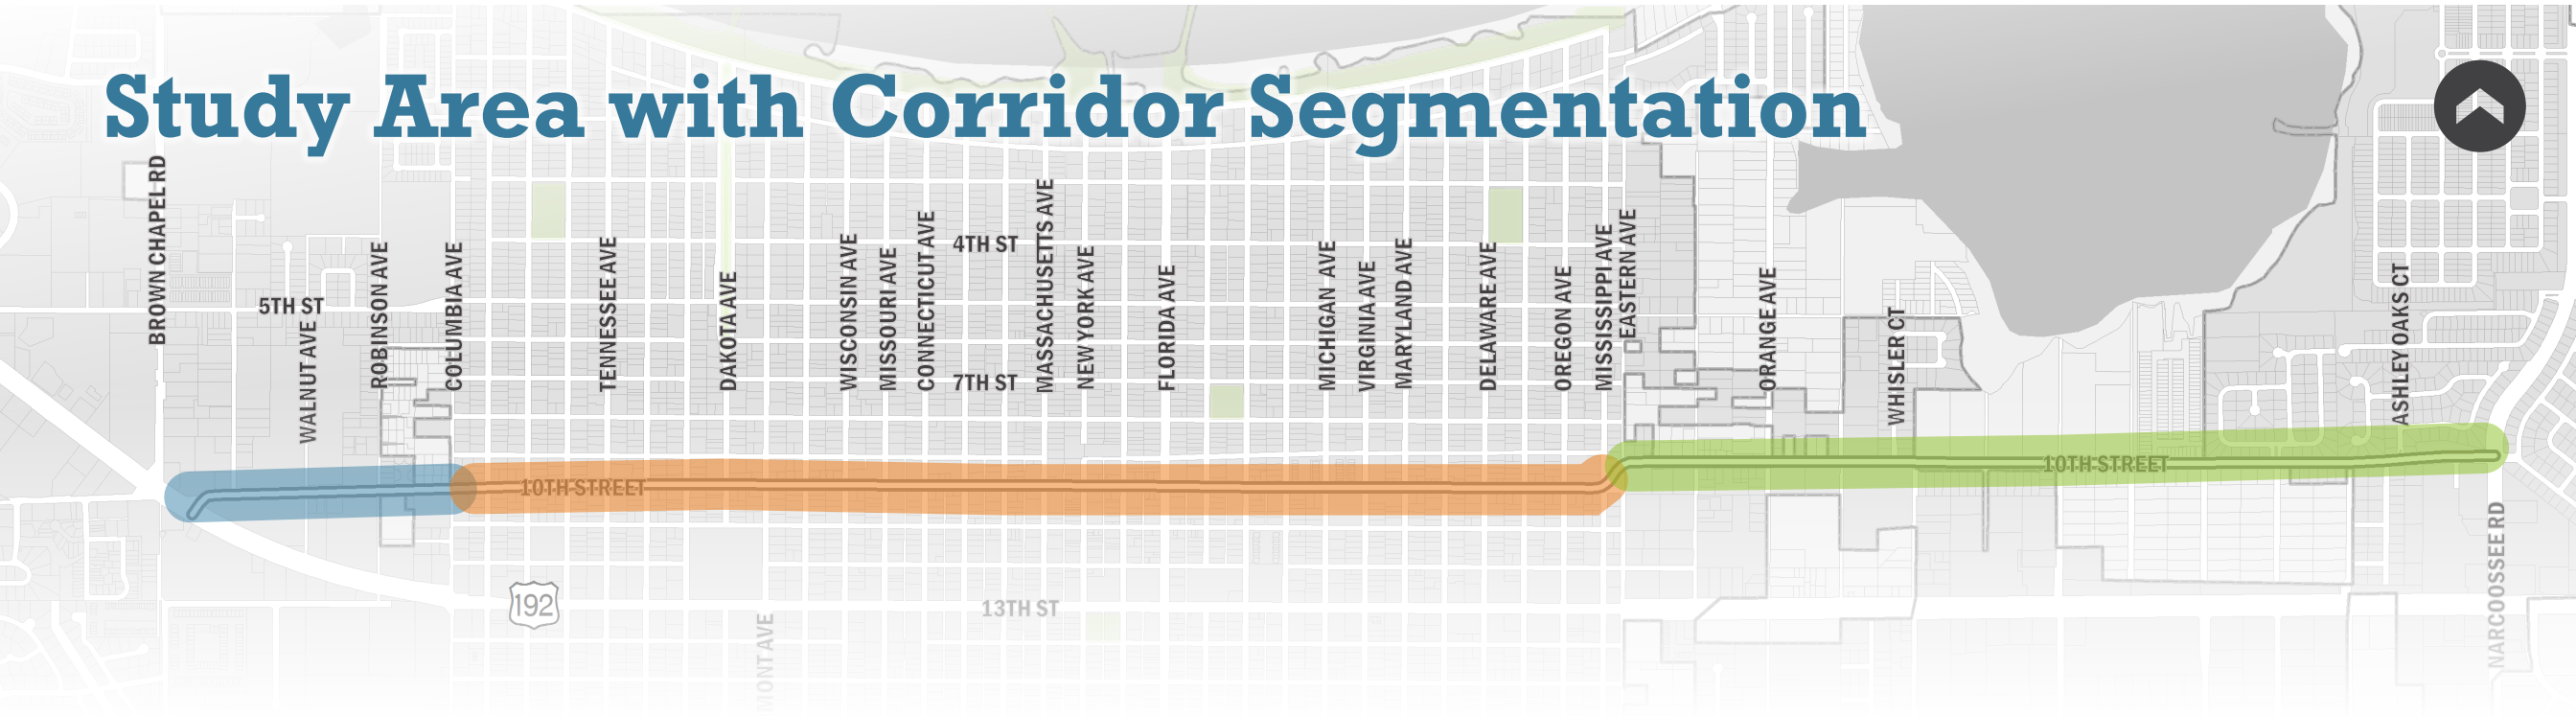 Study Area with Corridor Segmentation
BROWN CHAPEL RD
5TH ST
WALNUT AVE
ROBINSON AVE
COLUMBIA AVE
TENNESSEE AVE
DAKOTA AVE
WISCONSIN AVE
MISSOURI AVE
CONNECTICUT AVE
4TH ST
7TH ST
MASSACHUSETTS AVE
NEW YORK AVE
FLORIDA AVE
MICHIGAN AVE
VIRGINIA AVE
MARYLAND AVE
DELAWARE AVE
OREGON AVE
MISSISSIPPI AVE
EASTERN AVE
ORANGE AVE
WHISLER CT
ASHLEY OAKS CT
10TH STREET
10TH STREET
192
13TH ST
MONT AVE
NARCOOSSEE RD